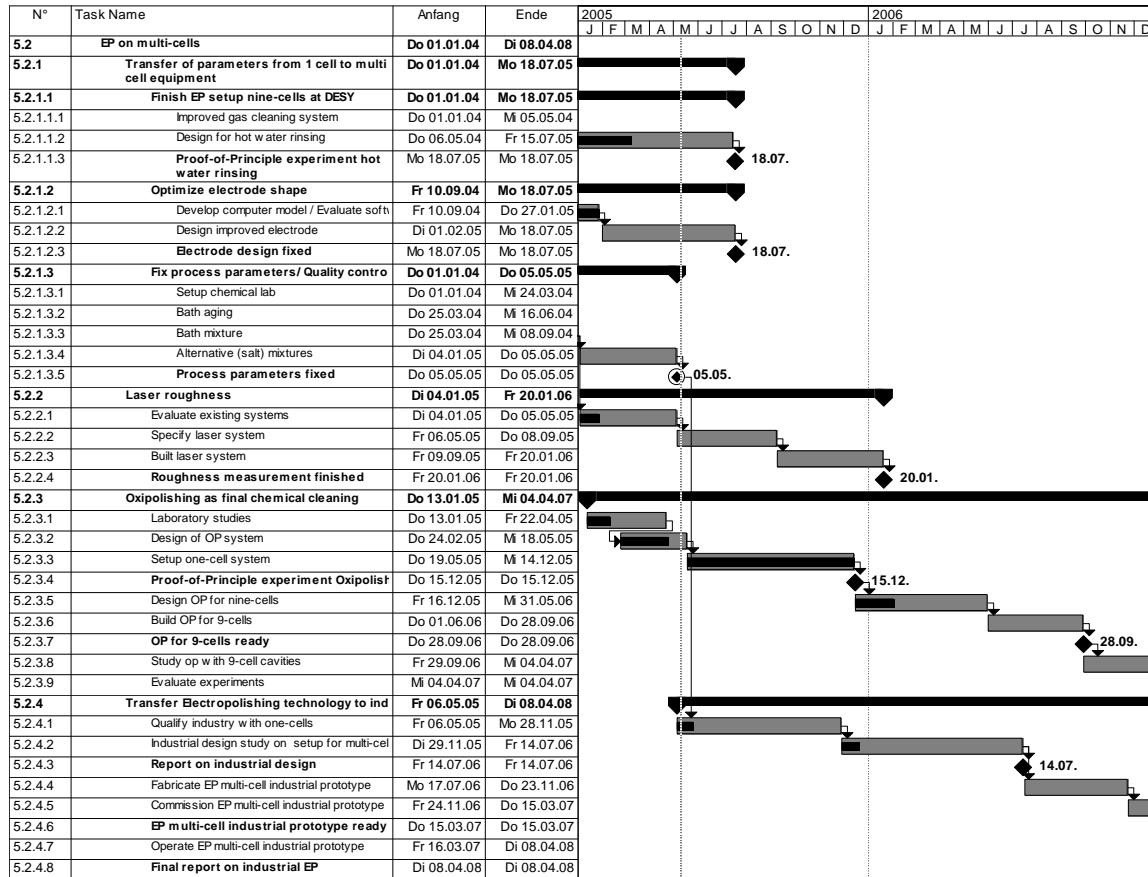 N° Task Name Anfang Ende 2005 2006
J F M A M J J A S O N D J F M A M J J A S O N D
5.2 EP on multi-cells Do 01.01.04 Di 08.04.08
5.2.1 Transfer of parameters from 1 cell to multi Do 01.01.04 Mo 18.07.05
cell equipment
5.2.1.1 Finish EP setup nine-cells at DESY Do 01.01.04 Mo 18.07.05
5.2.1.1.1 Improved gas cleaning system Do 01.01.04 Mi 05.05.04
5.2.1.1.2 Design for hot water rinsing Do 06.05.04 Fr 15.07.05
5.2.1.1.3 Proof-of-Principle experiment hot Mo 18.07.05 Mo 18.07.05 18.07.
water rinsing
5.2.1.2 Optimize electrode shape Fr 10.09.04 Mo 18.07.05
5.2.1.2.1 Develop computer model / Evaluate soft Fr 10.09.04 Do 27.01.05
5.2.1.2.2 Design improved electrode Di 01.02.05 Mo 18.07.05
5.2.1.2.3 Electrode design fixed Mo 18.07.05 Mo 18.07.05 18.07.
5.2.1.3 Fix process parameters/ Quality contro Do 01.01.04 Do 05.05.05
5.2.1.3.1 Setup chemical lab Do 01.01.04 Mi 24.03.04
5.2.1.3.2 Bath aging Do 25.03.04 Mi 16.06.04
5.2.1.3.3 Bath mixture Do 25.03.04 Mi 08.09.04
5.2.1.3.4 Alternative (salt) mixtures Di 04.01.05 Do 05.05.05
5.2.1.3.5 Process parameters fixed Do 05.05.05 Do 05.05.05 05.05.
5.2.2 Laser roughness Di 04.01.05 Fr 20.01.06
5.2.2.1 Evaluate existing systems Di 04.01.05 Do 05.05.05
5.2.2.2 Specify laser system Fr 06.05.05 Do 08.09.05
5.2.2.3 Built laser system Fr 09.09.05 Fr 20.01.06
5.2.2.4 Roughness measurement finished Fr 20.01.06 Fr 20.01.06 20.01.
5.2.3 Oxipolishing as final chemical cleaning Do 13.01.05 Mi 04.04.07
5.2.3.1 Laboratory studies Do 13.01.05 Fr 22.04.05
5.2.3.2 Design of OP system Do 24.02.05 Mi 18.05.05
5.2.3.3 Setup one-cell system Do 19.05.05 Mi 14.12.05
5.2.3.4 Proof-of-Principle experiment Oxipolish Do 15.12.05 Do 15.12.05 15.12.
5.2.3.5 Design OP for nine-cells Fr 16.12.05 Mi 31.05.06
5.2.3.6 Build OP for 9-cells Do 01.06.06 Do 28.09.06
5.2.3.7 OP for 9-cells ready Do 28.09.06 Do 28.09.06 28.09.
5.2.3.8 Study op with 9-cell cavities Fr 29.09.06 Mi 04.04.07
5.2.3.9 Evaluate experiments Mi 04.04.07 Mi 04.04.07
5.2.4 Transfer Electropolishing technology to ind Fr 06.05.05 Di 08.04.08
5.2.4.1 Qualify industry with one-cells Fr 06.05.05 Mo 28.11.05
5.2.4.2 Industrial design study on setup for multi-cel Di 29.11.05 Fr 14.07.06
5.2.4.3 Report on industrial design Fr 14.07.06 Fr 14.07.06 14.07.
5.2.4.4 Fabricate EP multi-cell industrial prototype Mo 17.07.06 Do 23.11.06
5.2.4.5 Commission EP multi-cell industrial prototype Fr 24.11.06 Do 15.03.07
5.2.4.6 EP multi-cell industrial prototype ready Do 15.03.07 Do 15.03.07
5.2.4.7 Operate EP multi-cell industrial prototype Fr 16.03.07 Di 08.04.08
5.2.4.8 Final report on industrial EP Di 08.04.08 Di 08.04.08